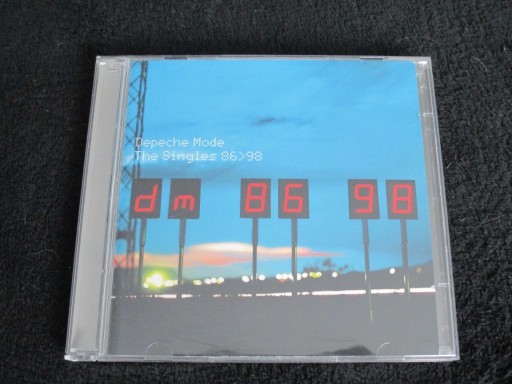 Depeche Mode
The Singles 86>98
dm 86 98